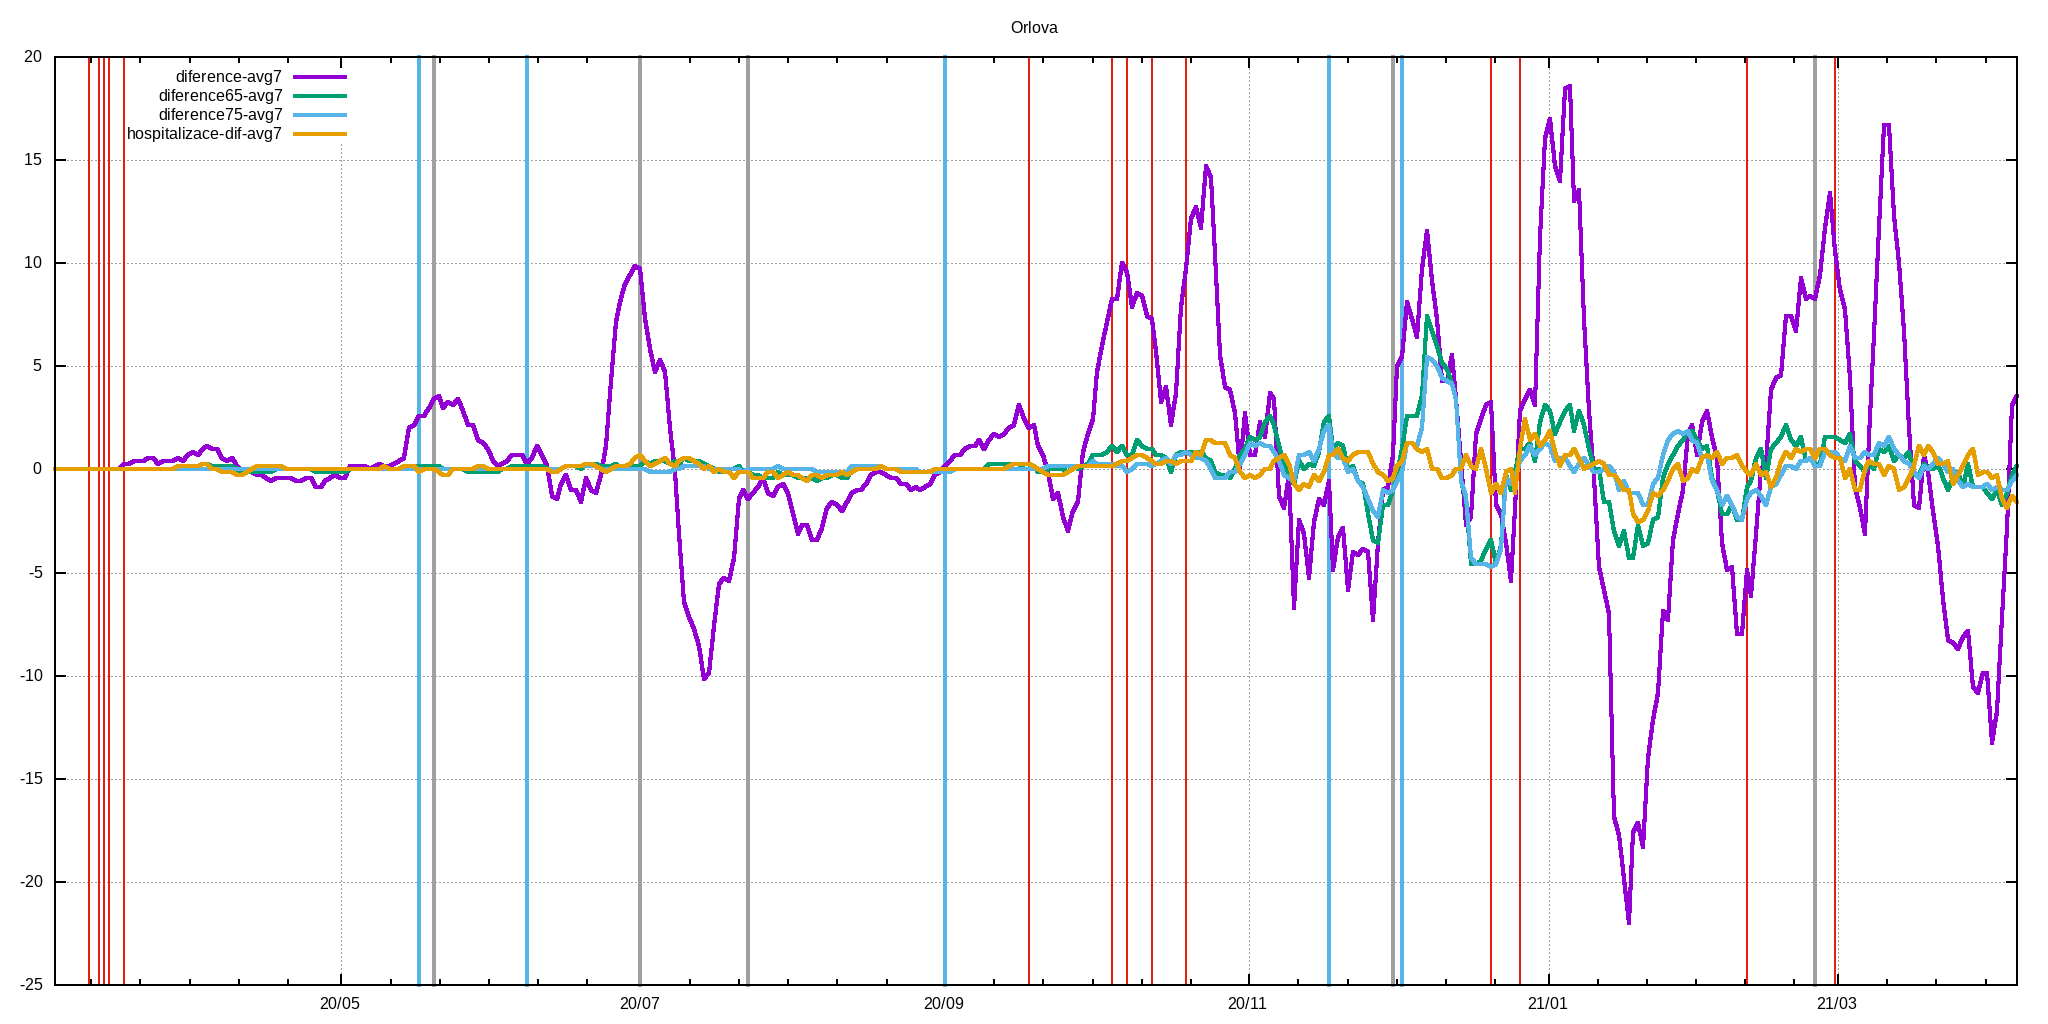 Orlova
diference-avg7
diference65-avg7
diference75-avg7
hospitalizace-dif-avg7
20
15
10
5
0
-5
-10
-15
-20
-25
20/05 20/07 20/09 20/11 21/01 21/03